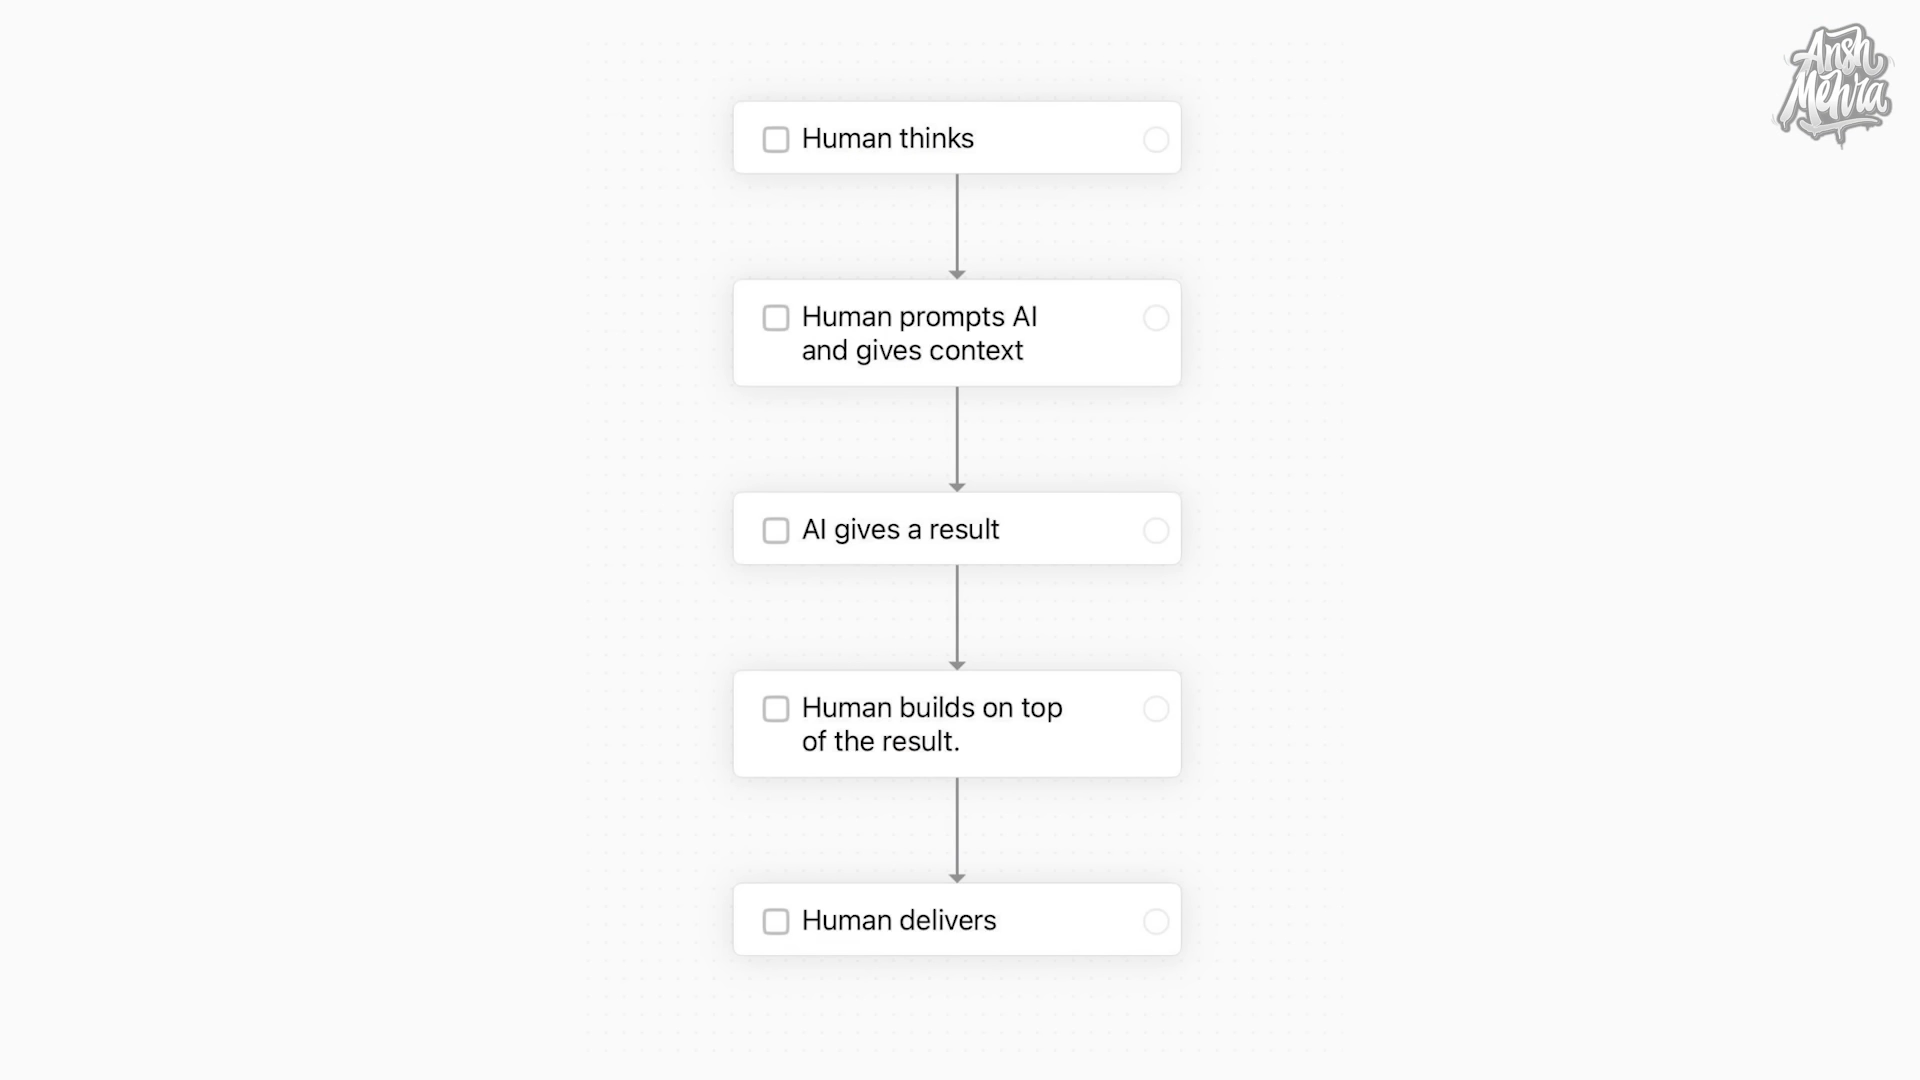 Ansh
Mehra
Human thinks
Human prompts AI
and gives context
AI gives a result
Human builds on top
of the result.
Human delivers